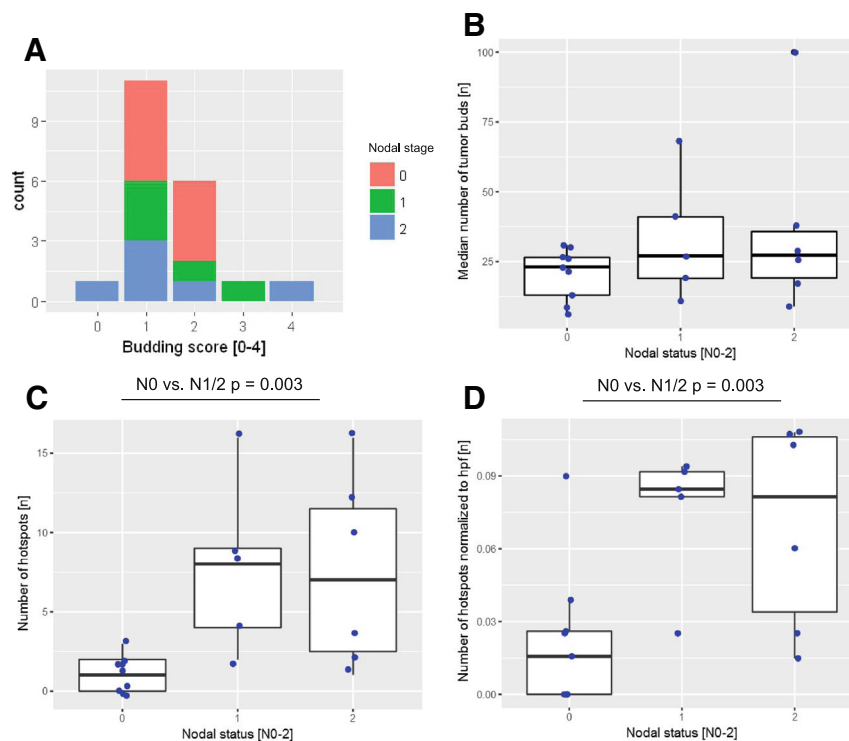 A
count
9
6
3
0
0 1 2 3 4
Budding score [0-4]
Nodal stage
0
1
2
B
Median number of tumor buds [n]
100
75
50
25
0 1 2
Nodal status [N0-2]
C
N0 vs. N1/2 p = 0.003
Number of hotspots [n]
15
10
5
0
0 1 2
Nodal status [N0-2]
D
N0 vs. N1/2 p = 0.003
Number of hotspots normalized to hpf [n]
0.09
0.06
0.03
0.00
0 1 2
Nodal status [N0-2]